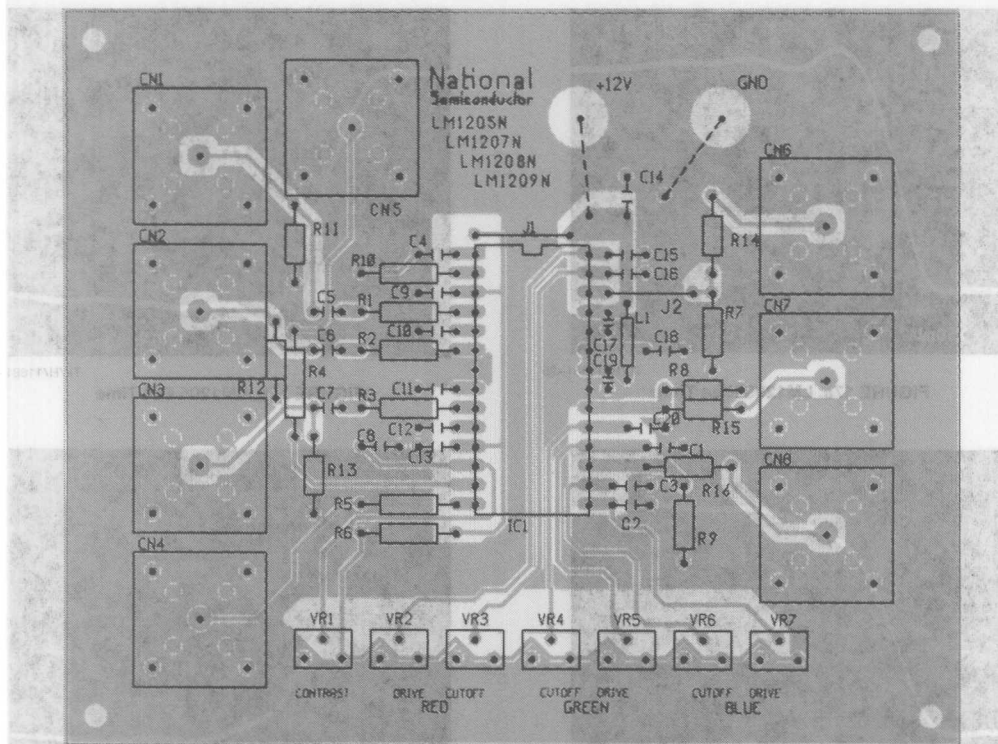 CN1
National
Semiconductor
LM1205N
LM1207N
LM1208N
LM1209N
+12V
GND
CN5
CN6
C14
R11
CN2
C4
J1
R14
C15
R10
C16
C9
C5
R1
J2
CN7
C10
L1
R7
C6
R2
C17
C18
C19
R4
R12
R8
CN3
C11
C7
R3
C20
R15
C12
C8
C13
C1
CN8
R13
C3
R16
R5
IC1
C2
R6
R9
CN4
VR1
VR2
VR3
VR4
VR5
VR6
VR7
CONTRAST
DRIVE
CUTOFF
CUTOFF
DRIVE
CUTOFF
DRIVE
RED
GREEN
BLUE